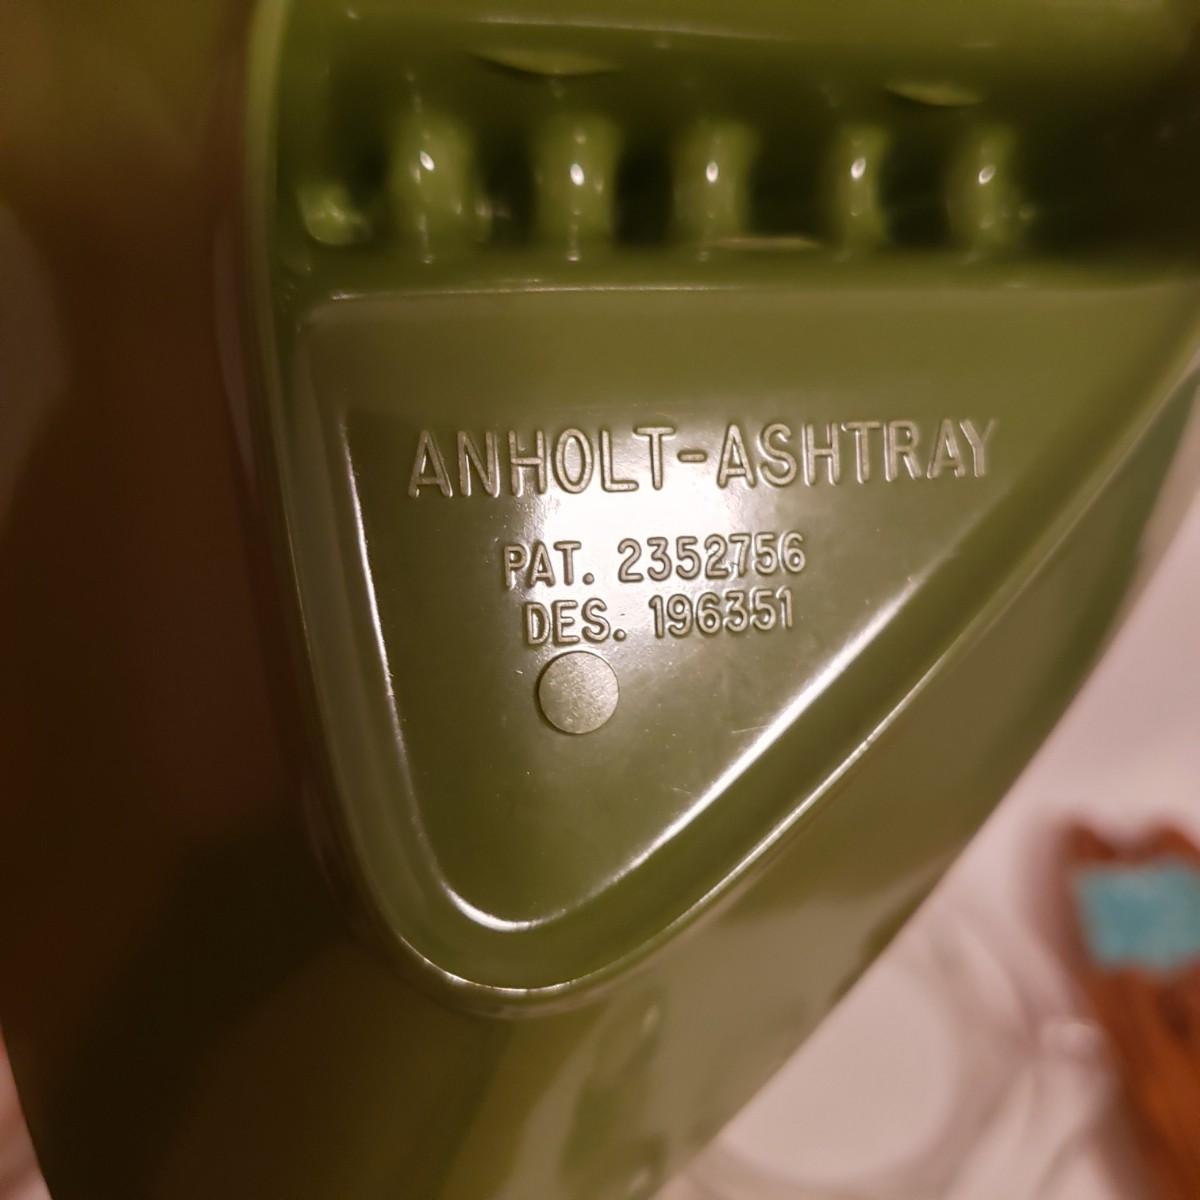 ANHOLT-ASHTRAY
PAT. 2352756
DES. 196351